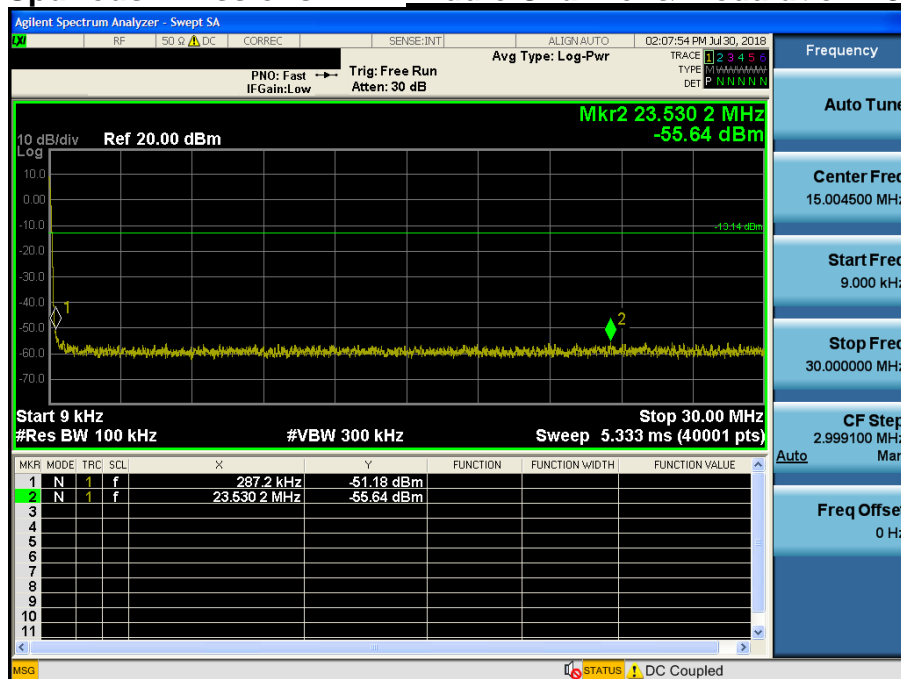 Agilent Spectrum Analyzer - Swept SA
LXI RF 50 Ω DC CORREC SENSE:INT ALIGN AUTO 02:07:54 PM Jul 30, 2018
Frequency
Avg Type: Log-Pwr
TRACE 1 2 3 4 5 6
PNO: Fast Trig: Free Run
TYPE M WWWWW
IFGain:Low Atten: 30 dB
DET P N N N N N
Auto Tune
Mkr2 23.530 2 MHz
-55.64 dBm
10 dB/div Ref 20.00 dBm
Log
10.0
0.00
-10.0
-13.14 dBm
-20.0
-30.0
-40.0
-50.0
-60.0
-70.0
1
2
Center Freq
15.004500 MHz
Start Freq
9.000 kHz
Stop Freq
30.000000 MHz
Start 9 kHz Stop 30.00 MHz
#Res BW 100 kHz #VBW 300 kHz Sweep 5.333 ms (40001 pts)
CF Step
2.999100 MHz
Auto Man
MKR MODE TRC SCL X Y FUNCTION FUNCTION WIDTH FUNCTION VALUE
1 N 1 f 287.2 kHz -51.18 dBm
2 N 1 f 23.530 2 MHz -55.64 dBm
3
4
5
6
7
8
9
10
11
Freq Offset
0 Hz
MSG STATUS DC Coupled